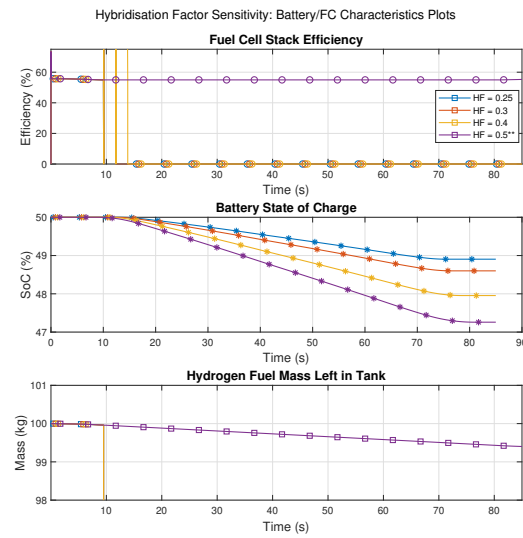 Hybridisation Factor Sensitivity: Battery/FC Characteristics Plots
Fuel Cell Stack Efficiency
Efficiency (%)
60
40
20
0
HF = 0.25
HF = 0.3
HF = 0.4
HF = 0.5**
0 10 20 30 40 50 60 70 80
Time (s)
Battery State of Charge
SoC (%)
50
49
48
47
0 10 20 30 40 50 60 70 80 90
Time (s)
Hydrogen Fuel Mass Left in Tank
Mass (kg)
101
100
99
98
0 10 20 30 40 50 60 70 80
Time (s)